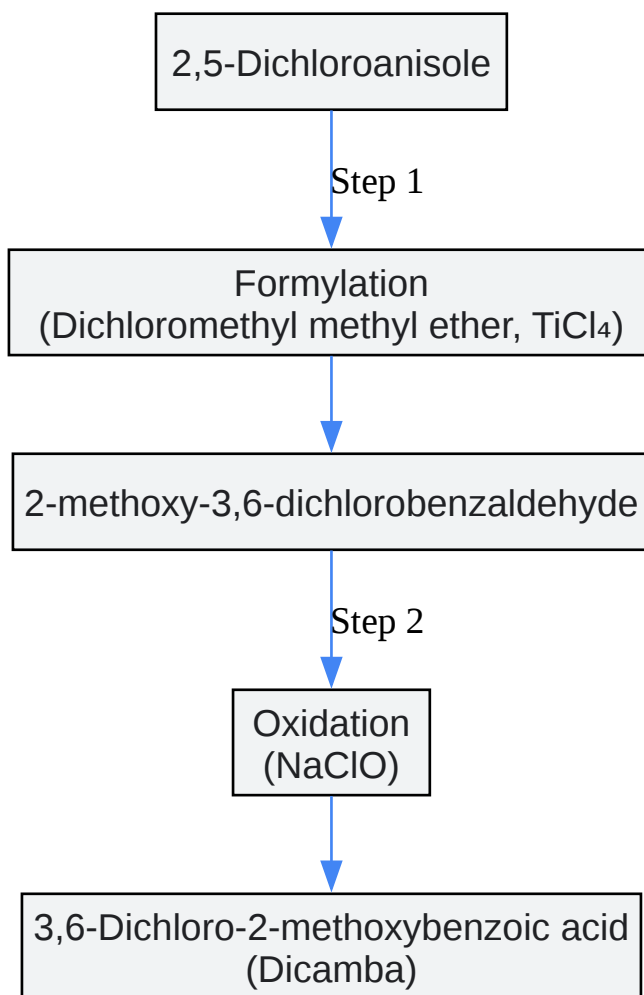 2,5-Dichloroanisole
Step 1
Formylation
(Dichloromethyl methyl ether, TiCl₄)
2-methoxy-3,6-dichlorobenzaldehyde
Step 2
Oxidation
(NaClO)
3,6-Dichloro-2-methoxybenzoic acid
(Dicamba)